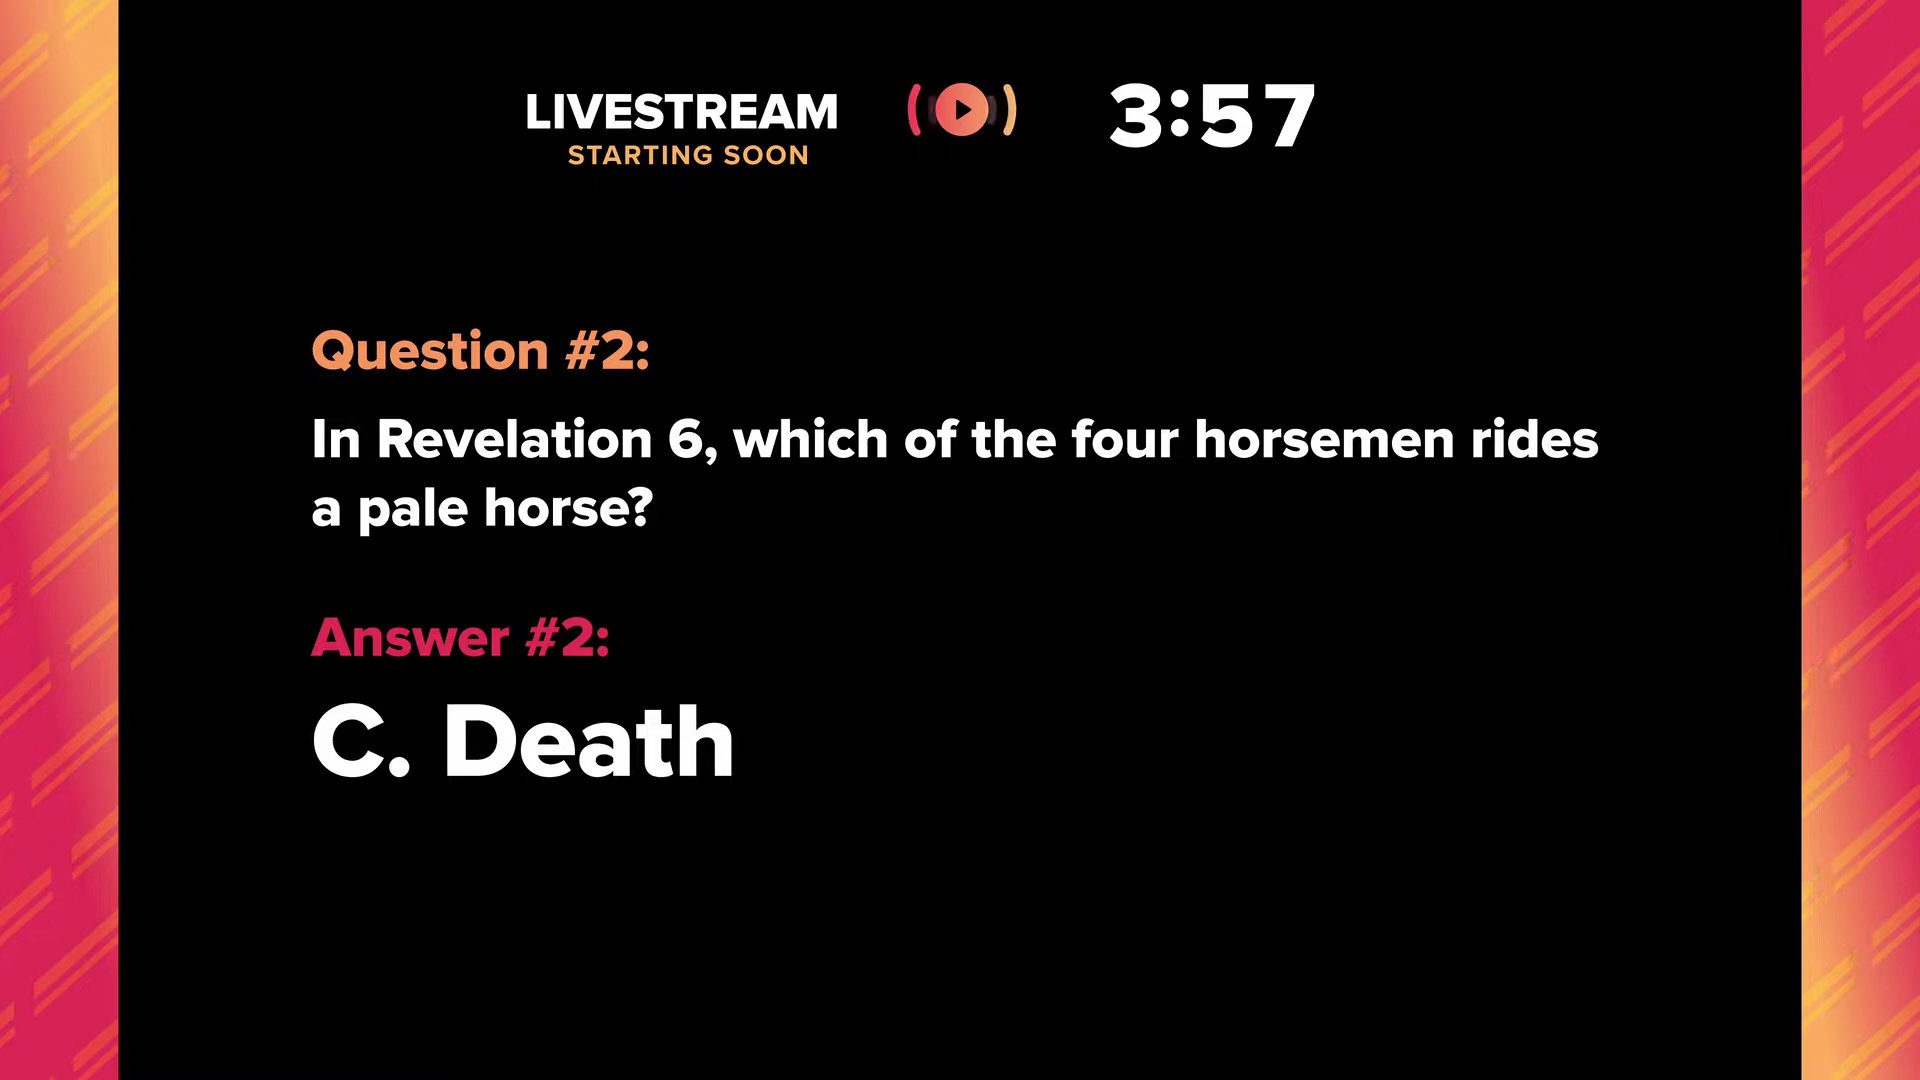 LIVESTREAM
STARTING SOON
3:57
Question #2:
In Revelation 6, which of the four horsemen rides
a pale horse?
Answer #2:
C. Death